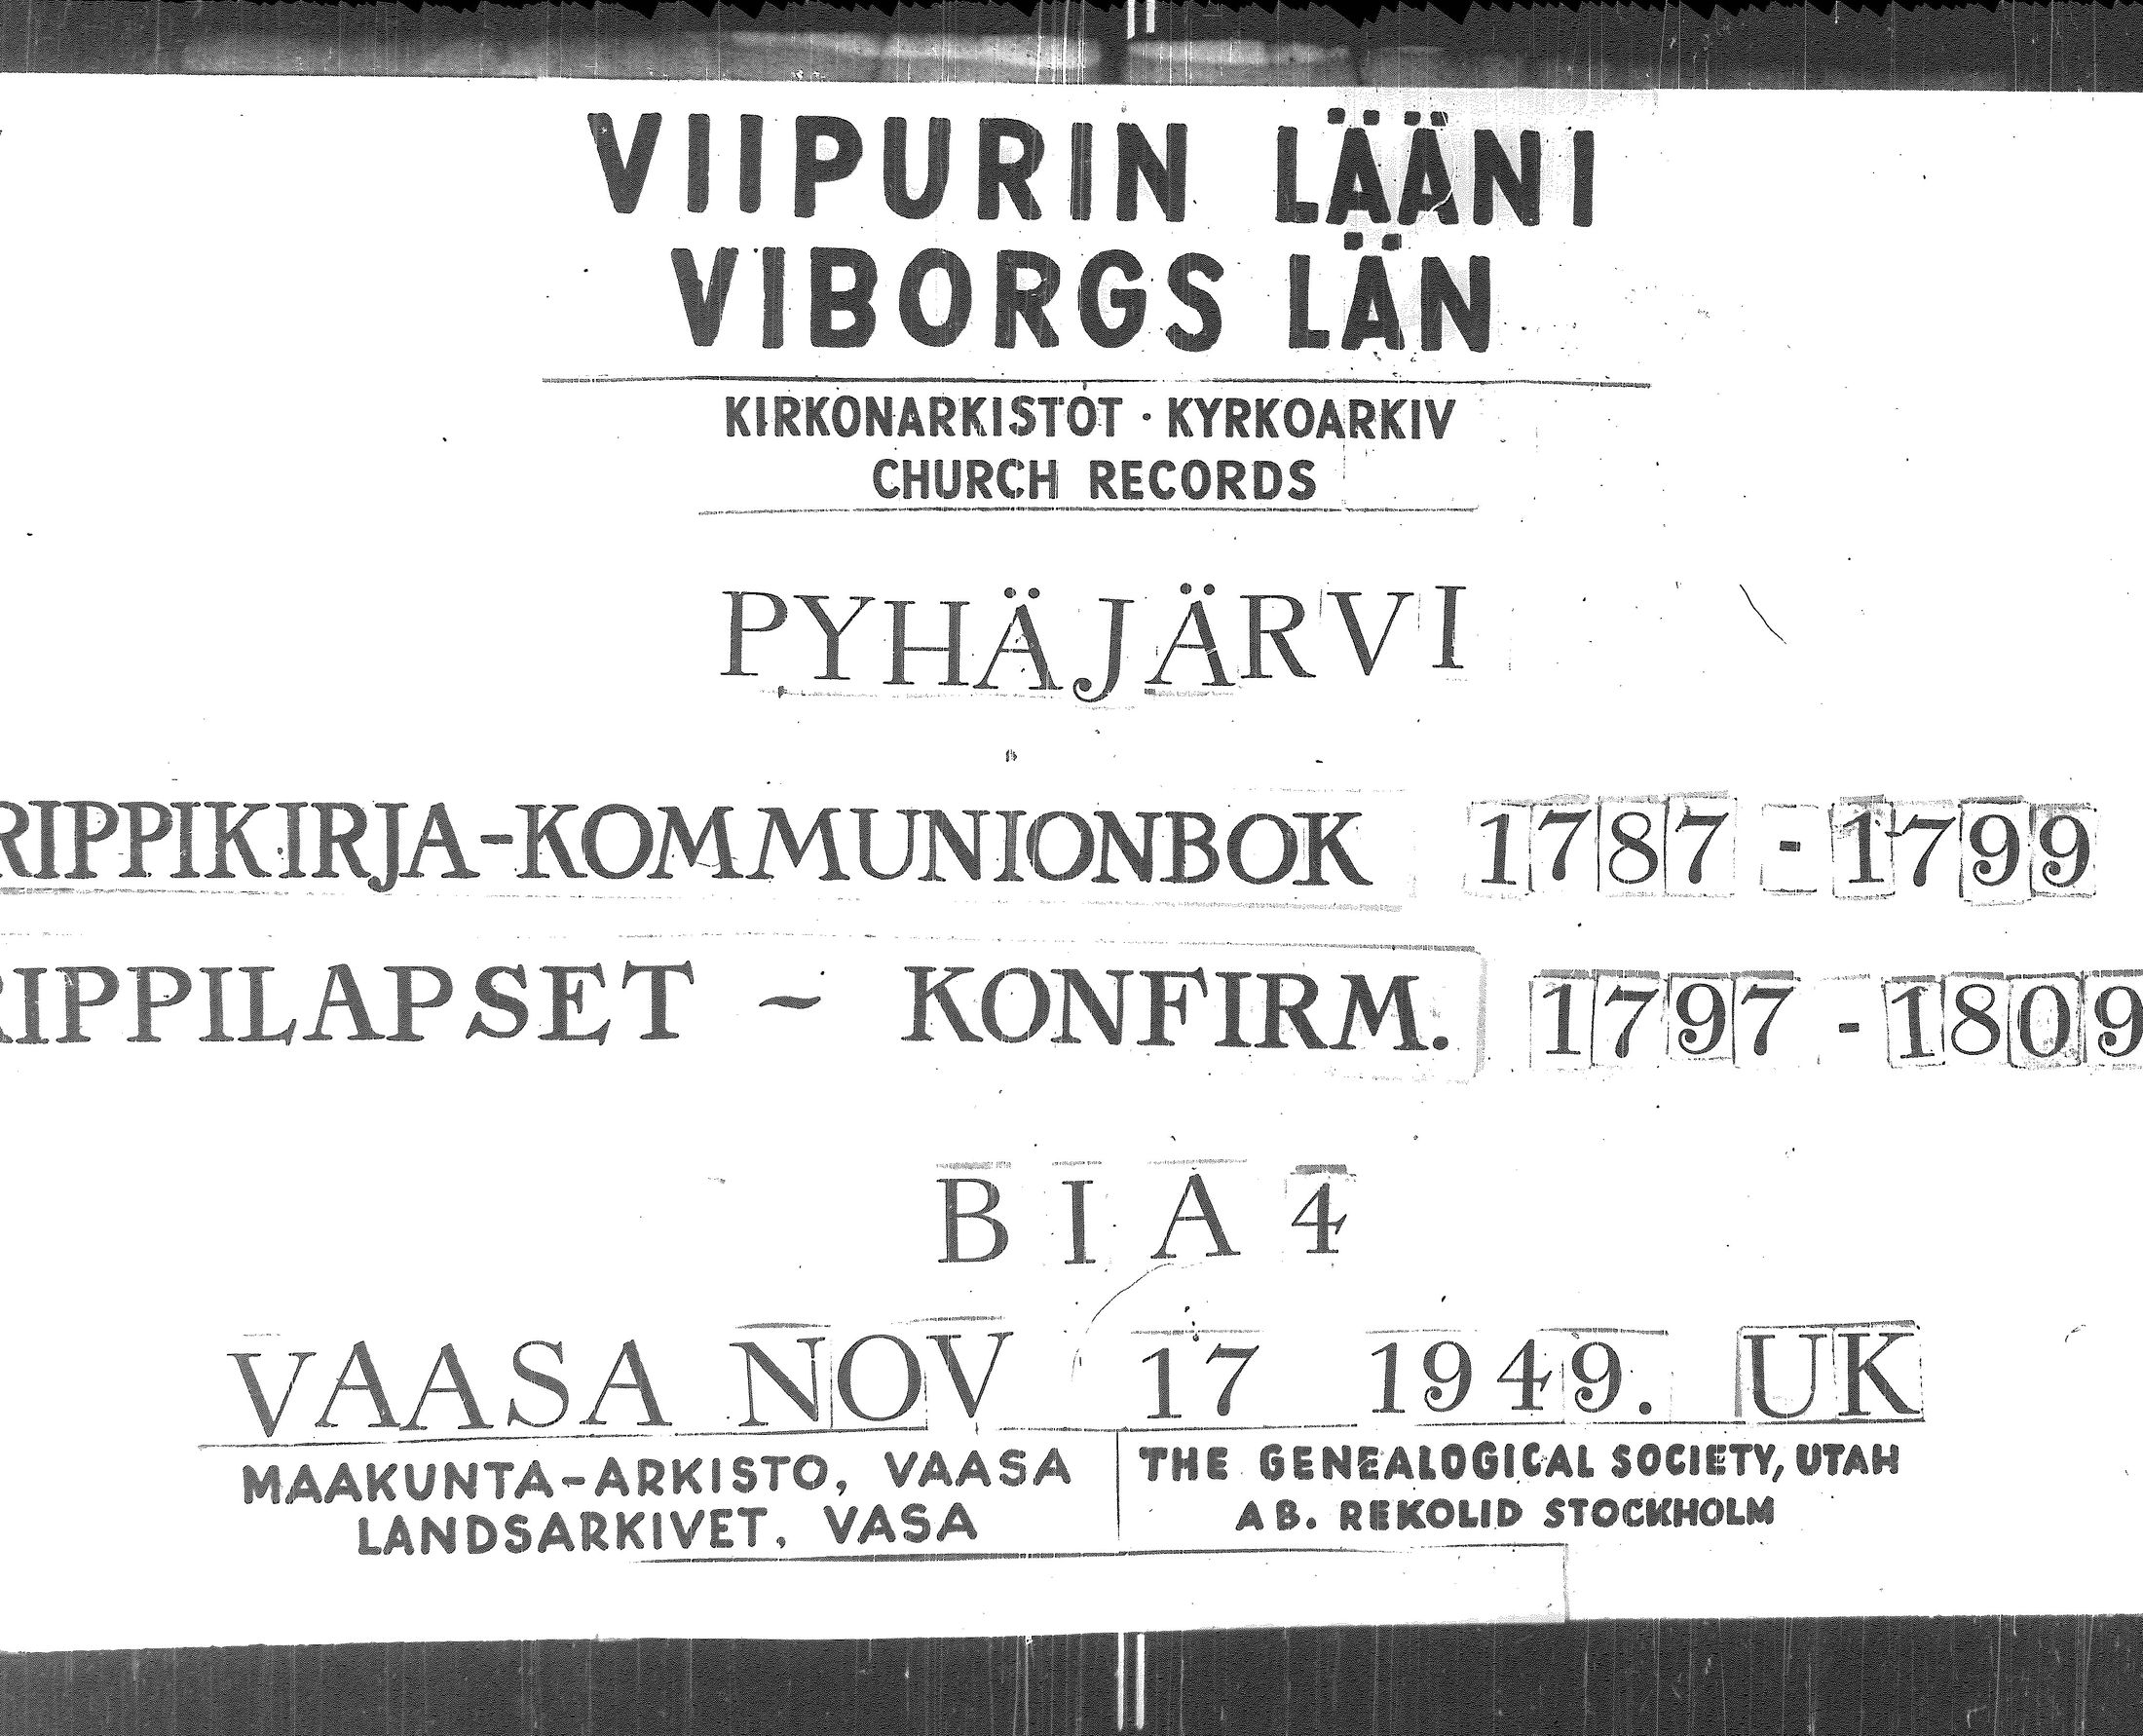 VIIPURIN LÄÄNI
VIBORGS LÄN
KIRKONARKISTOT · KYRKOARKIV
CHURCH RECORDS
PYHÄJÄRVI
RIPPIKIRJA-KOMMUNIONBOK 1787 - 1799
RIPPILAPSET ~ KONFIRM. 1797 - 1809
B I A 4
VAASA NOV 17 1949. UK
MAAKUNTA-ARKISTO, VAASA
LANDSARKIVET, VASA
THE GENEALOGICAL SOCIETY, UTAH
AB. REKOLID STOCKHOLM